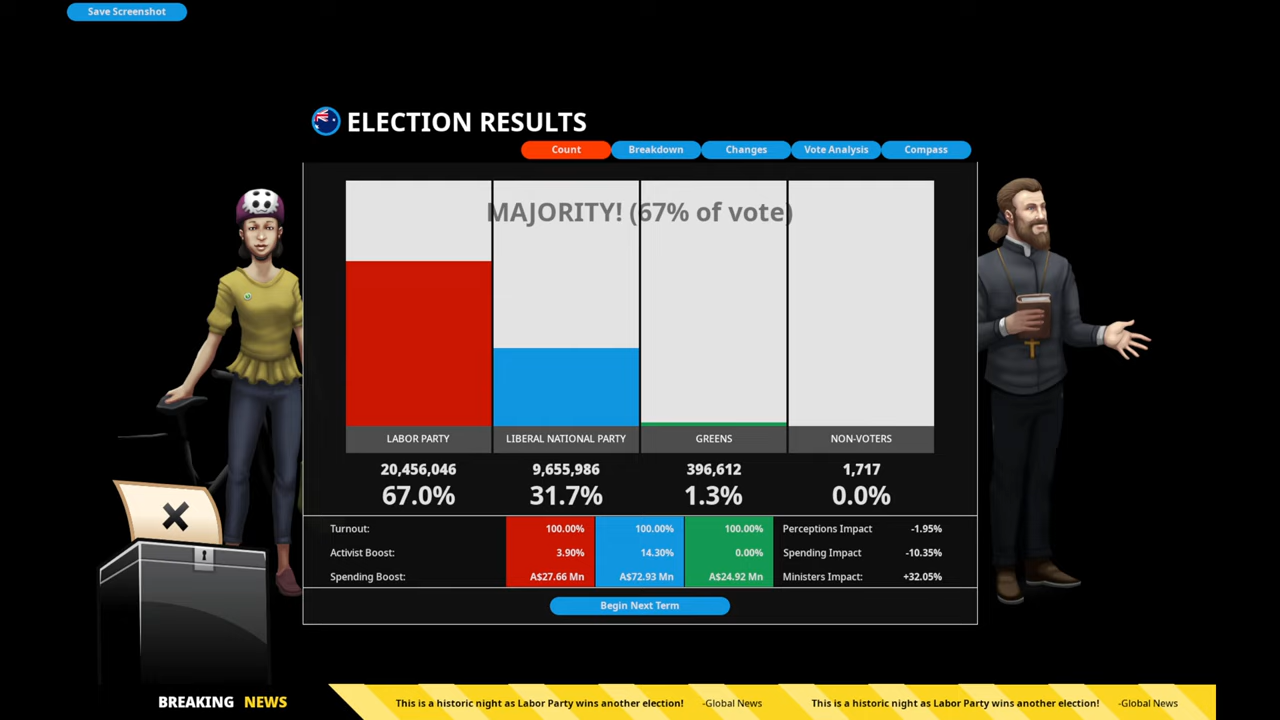 Save Screenshot
ELECTION RESULTS
Count Breakdown Changes Vote Analysis Compass
MAJORITY! (67% of vote)
LABOR PARTY LIBERAL NATIONAL PARTY GREENS NON-VOTERS
20,456,046 9,655,986 396,612 1,717
67.0% 31.7% 1.3% 0.0%
Turnout: 100.00% 100.00% 100.00% Perceptions Impact -1.95%
Activist Boost: 3.90% 14.30% 0.00% Spending Impact -10.35%
Spending Boost: A$27.66 Mn A$72.93 Mn A$24.92 Mn Ministers Impact: +32.05%
Begin Next Term
BREAKING NEWS This is a historic night as Labor Party wins another election! -Global News This is a historic night as Labor Party wins another election! -Global News